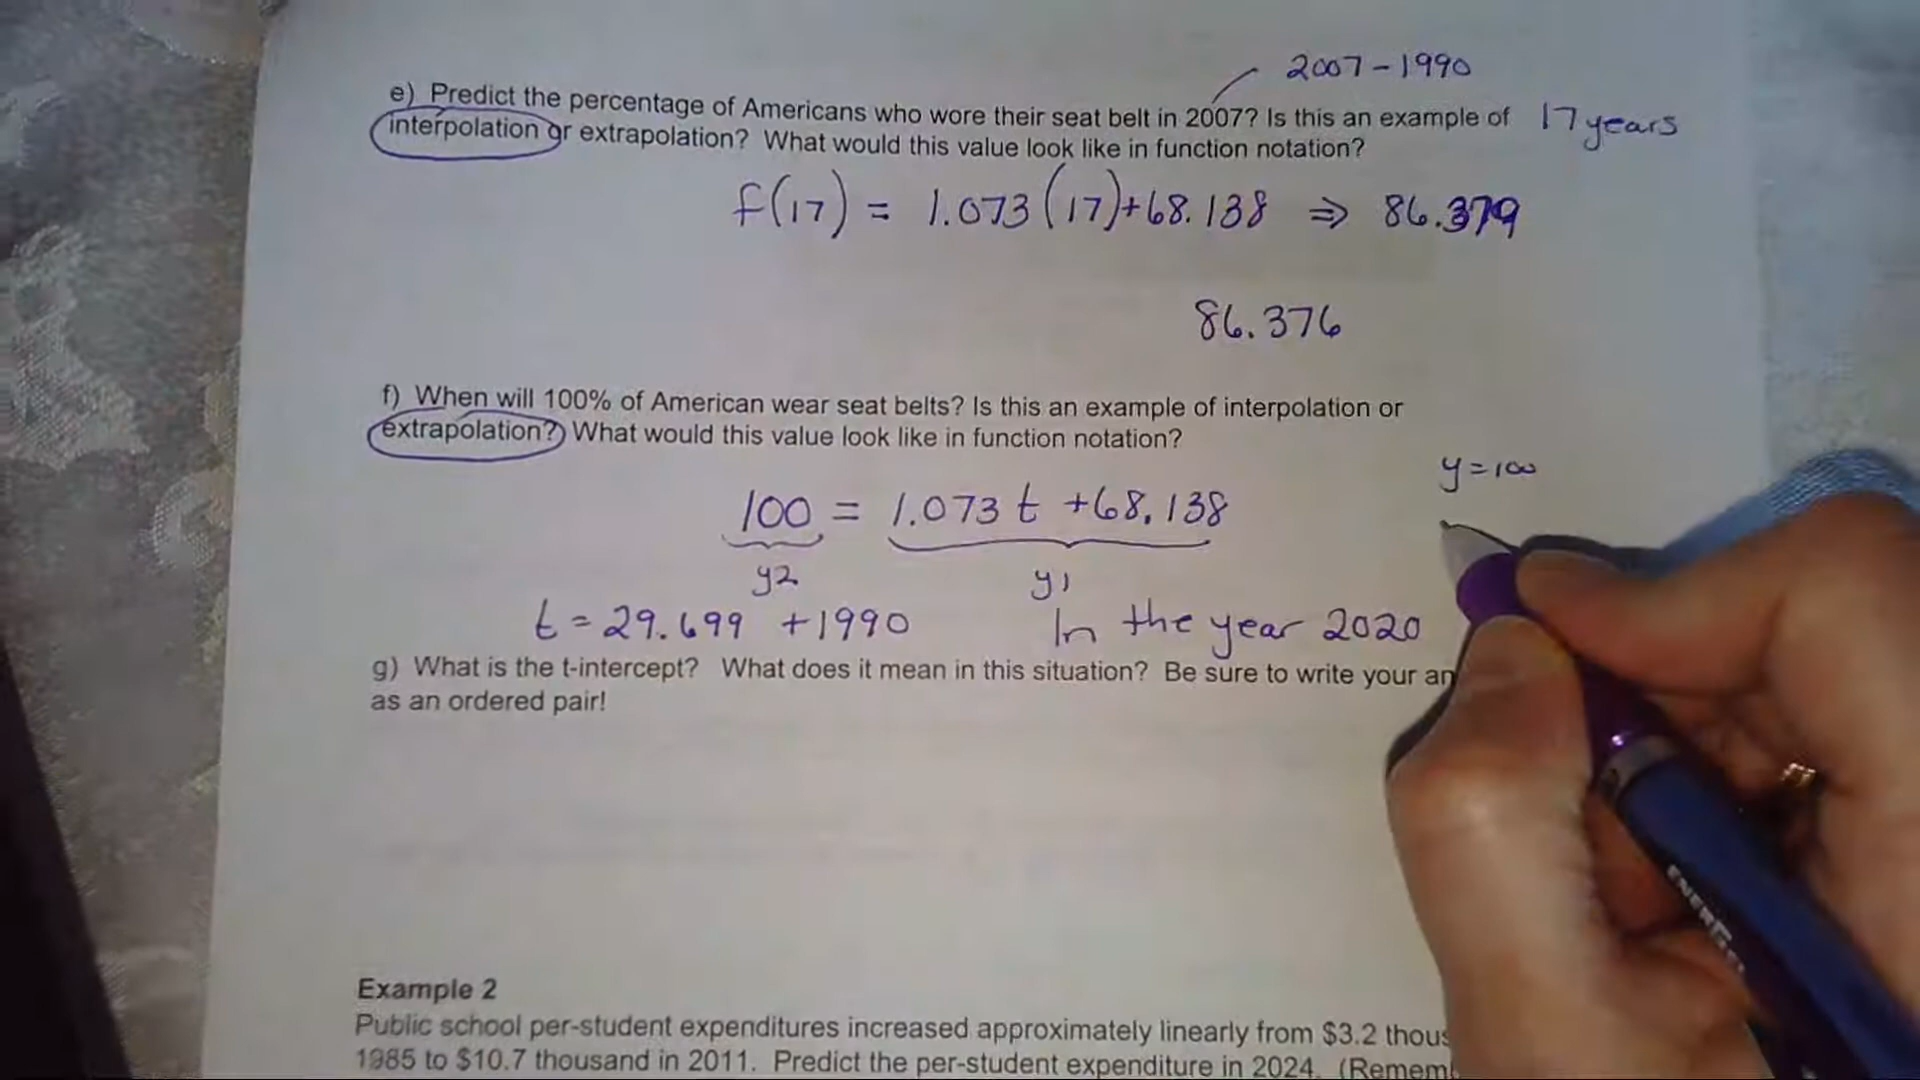 2007-1990
e) Predict the percentage of Americans who wore their seat belt in 2007? Is this an example of 17 years
interpolation or extrapolation? What would this value look like in function notation?
f(17) = 1.073(17)+68.138 ⇒ 86.379
86.376
f) When will 100% of American wear seat belts? Is this an example of interpolation or
extrapolation? What would this value look like in function notation?
y=100
100 = 1.073t +68.138
y2 y1
t = 29.699 +1990 In the year 2020
g) What is the t-intercept? What does it mean in this situation? Be sure to write your an
as an ordered pair!
Example 2
Public school per-student expenditures increased approximately linearly from $3.2 thous
1985 to $10.7 thousand in 2011. Predict the per-student expenditure in 2024. (Rememb
ENERGEL